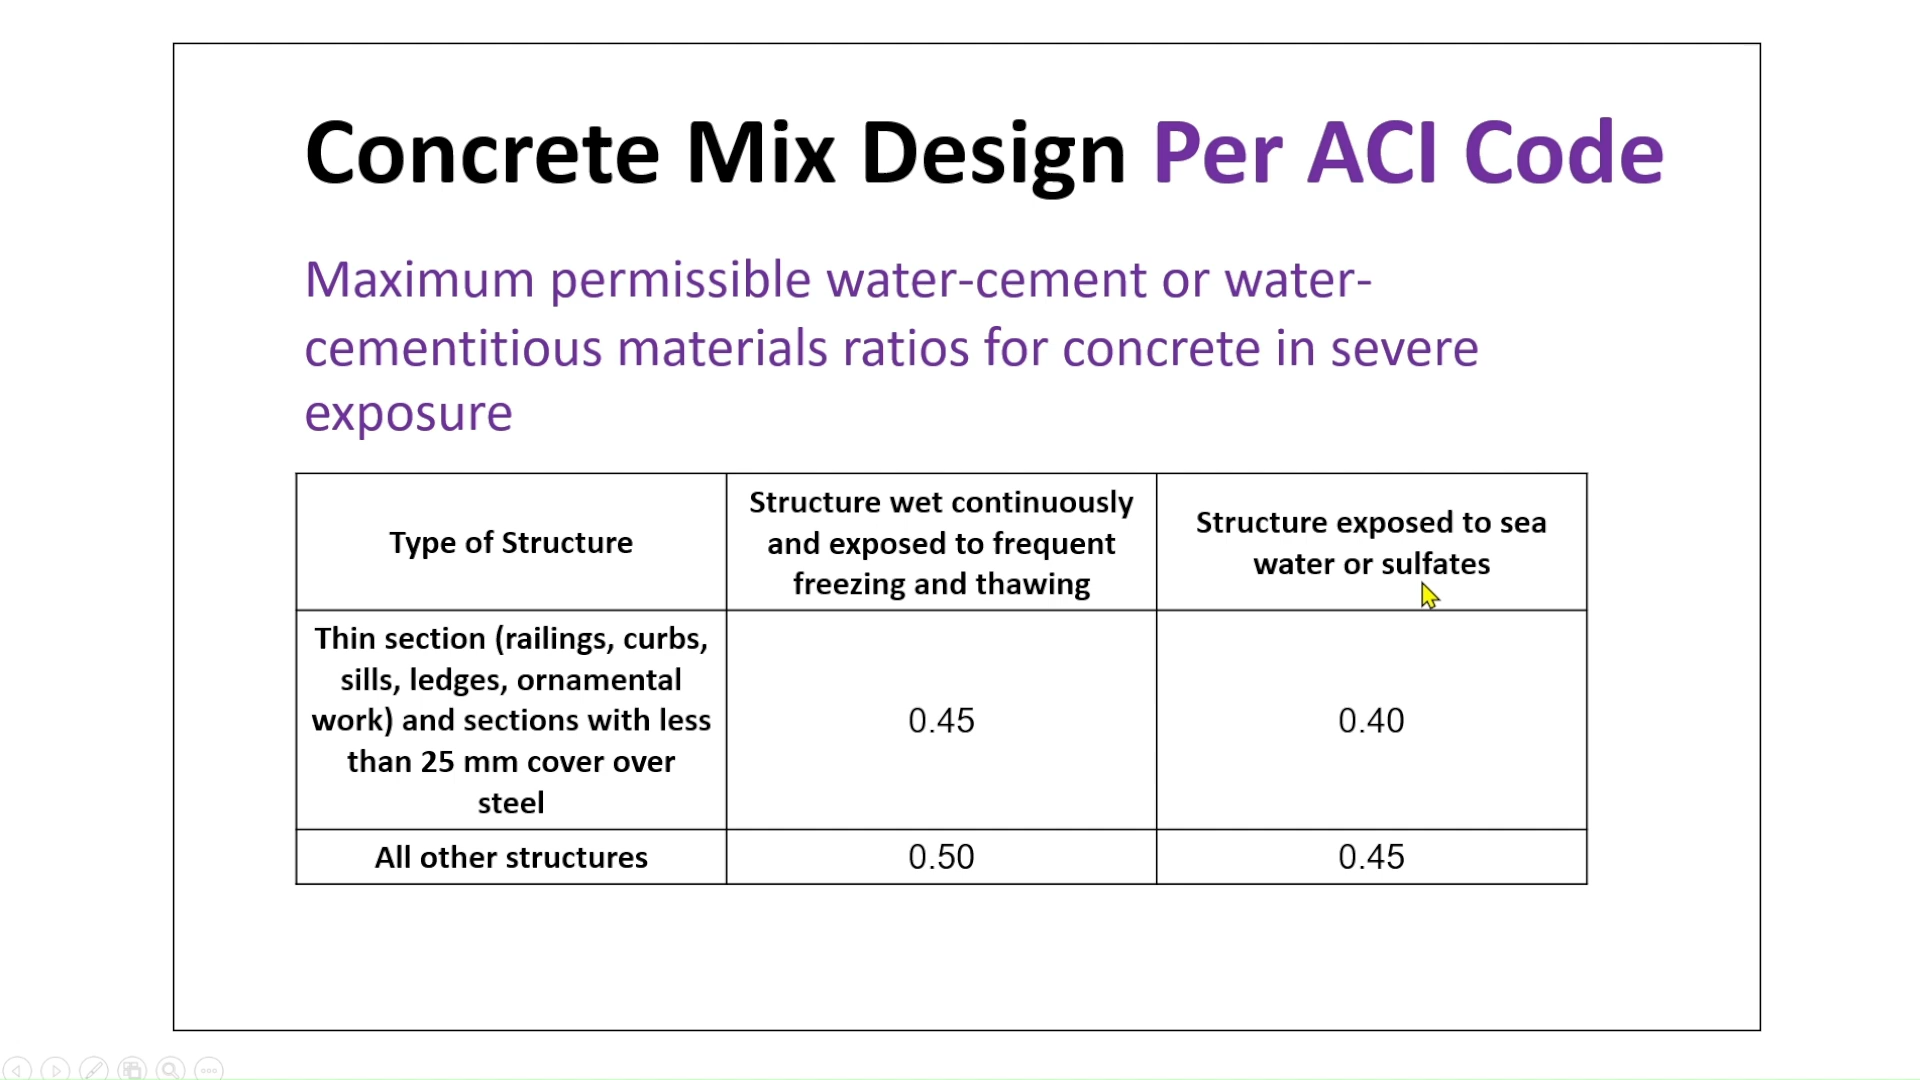 Concrete Mix Design Per ACI Code
Maximum permissible water-cement or water-
cementitious materials ratios for concrete in severe
exposure
Type of Structure
Structure wet continuously
and exposed to frequent
freezing and thawing
Structure exposed to sea
water or sulfates
Thin section (railings, curbs,
sills, ledges, ornamental
work) and sections with less
than 25 mm cover over
steel
0.45
0.40
All other structures
0.50
0.45